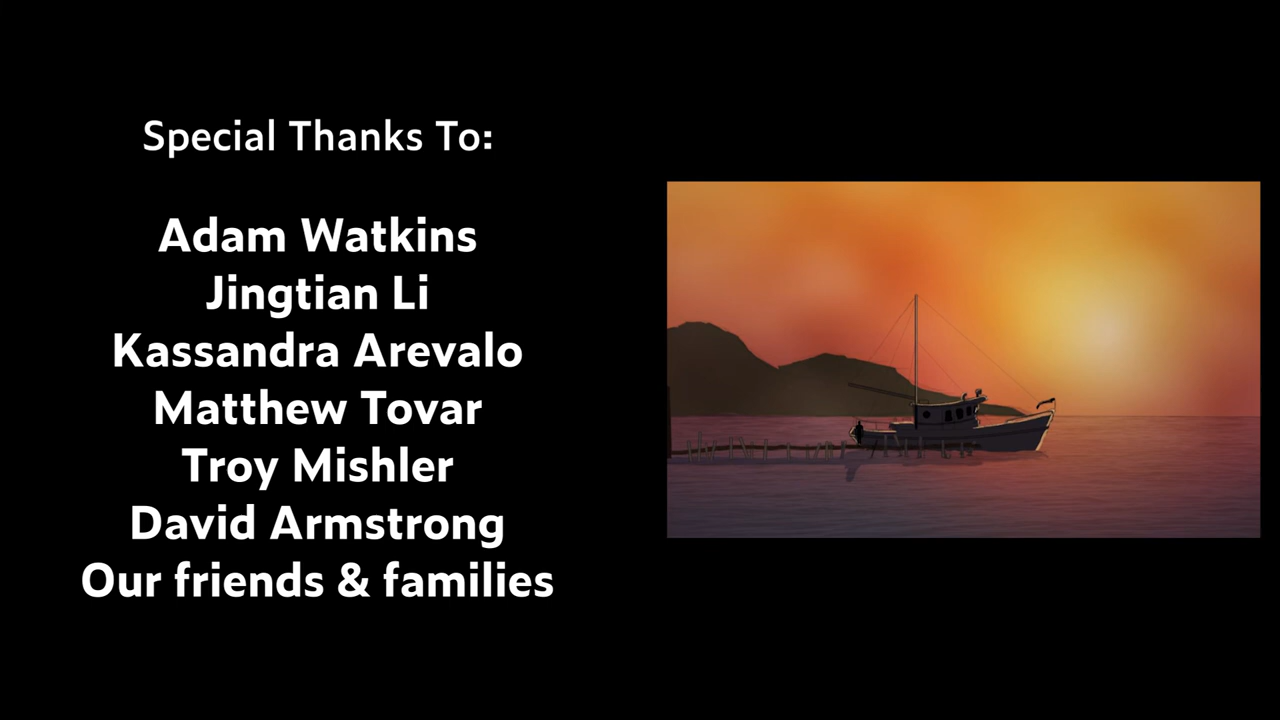 Special Thanks To:
Adam Watkins
Jingtian Li
Kassandra Arevalo
Matthew Tovar
Troy Mishler
David Armstrong
Our friends & families